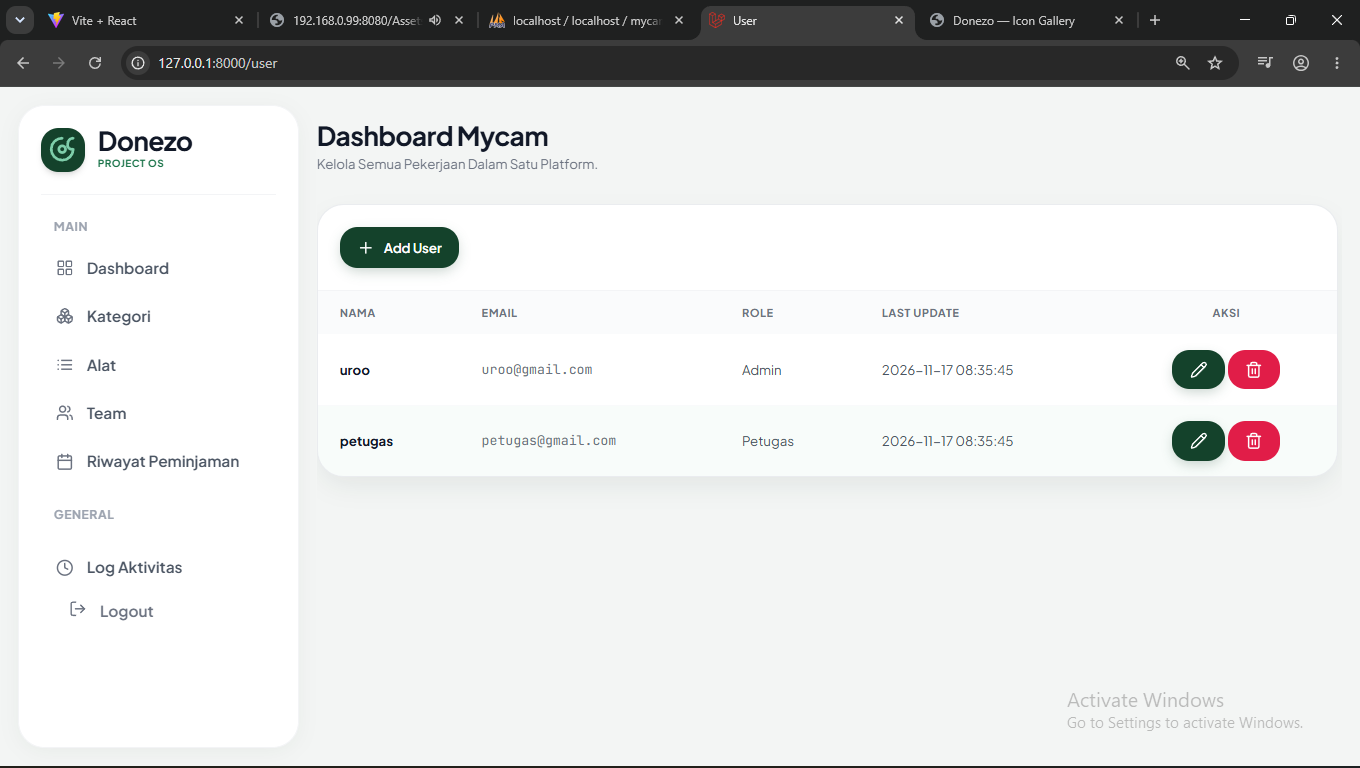 Vite + React
192.168.0.99:8080/Asset
localhost / localhost / mycar
User
Donezo — Icon Gallery
127.0.0.1:8000/user
Donezo
PROJECT OS
MAIN
Dashboard
Kategori
Alat
Team
Riwayat Peminjaman
GENERAL
Log Aktivitas
Logout
Dashboard Mycam
Kelola Semua Pekerjaan Dalam Satu Platform.
+ Add User
NAMA EMAIL ROLE LAST UPDATE AKSI
uroo uroo@gmail.com Admin 2026-11-17 08:35:45
petugas petugas@gmail.com Petugas 2026-11-17 08:35:45
Activate Windows
Go to Settings to activate Windows.